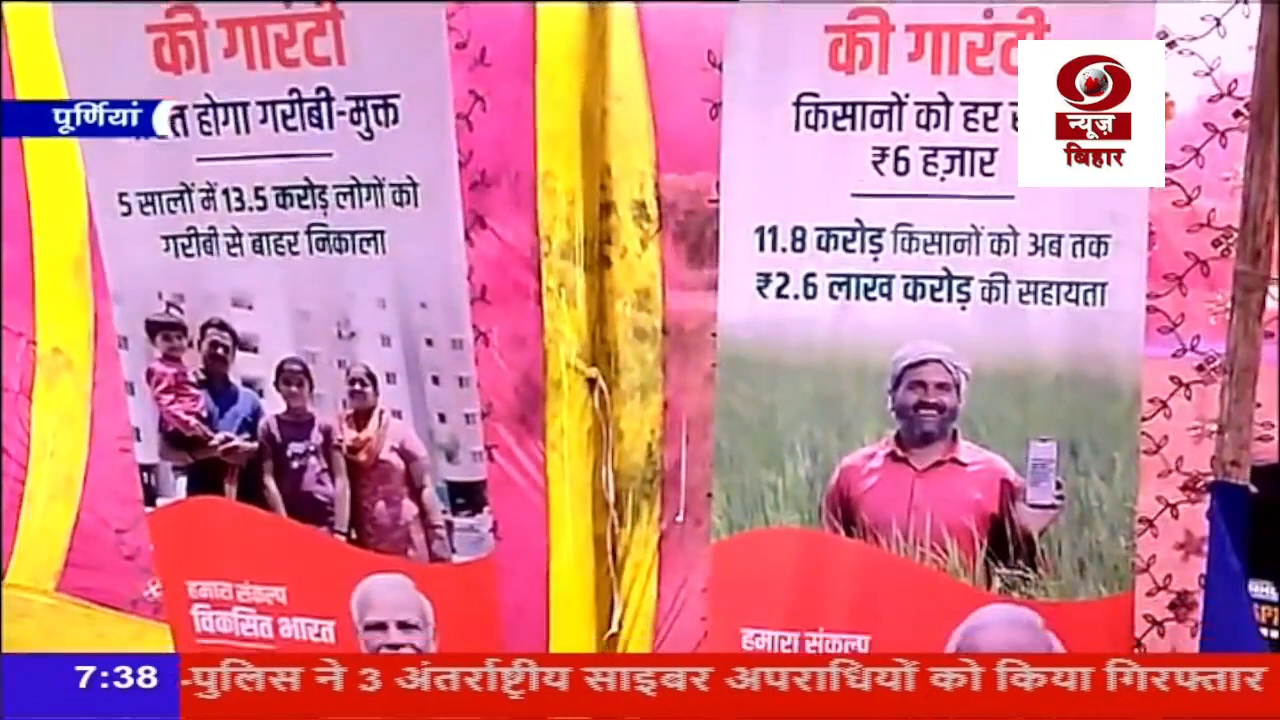 की गारंटी
होगा गरीबी-मुक्त
5 सालों में 13.5 करोड़ लोगों को
गरीबी से बाहर निकाला
हमारा संकल्प
विकसित भारत
की गारंटी
किसानों को हर
₹6 हज़ार
11.8 करोड़ किसानों को अब तक
₹2.6 लाख करोड़ की सहायता
हमारा संकल्प
पूर्णियां
न्यूज़
बिहार
7:38
-पुलिस ने 3 अंतर्राष्ट्रीय साइबर अपराधियों को किया गिरफ्तार